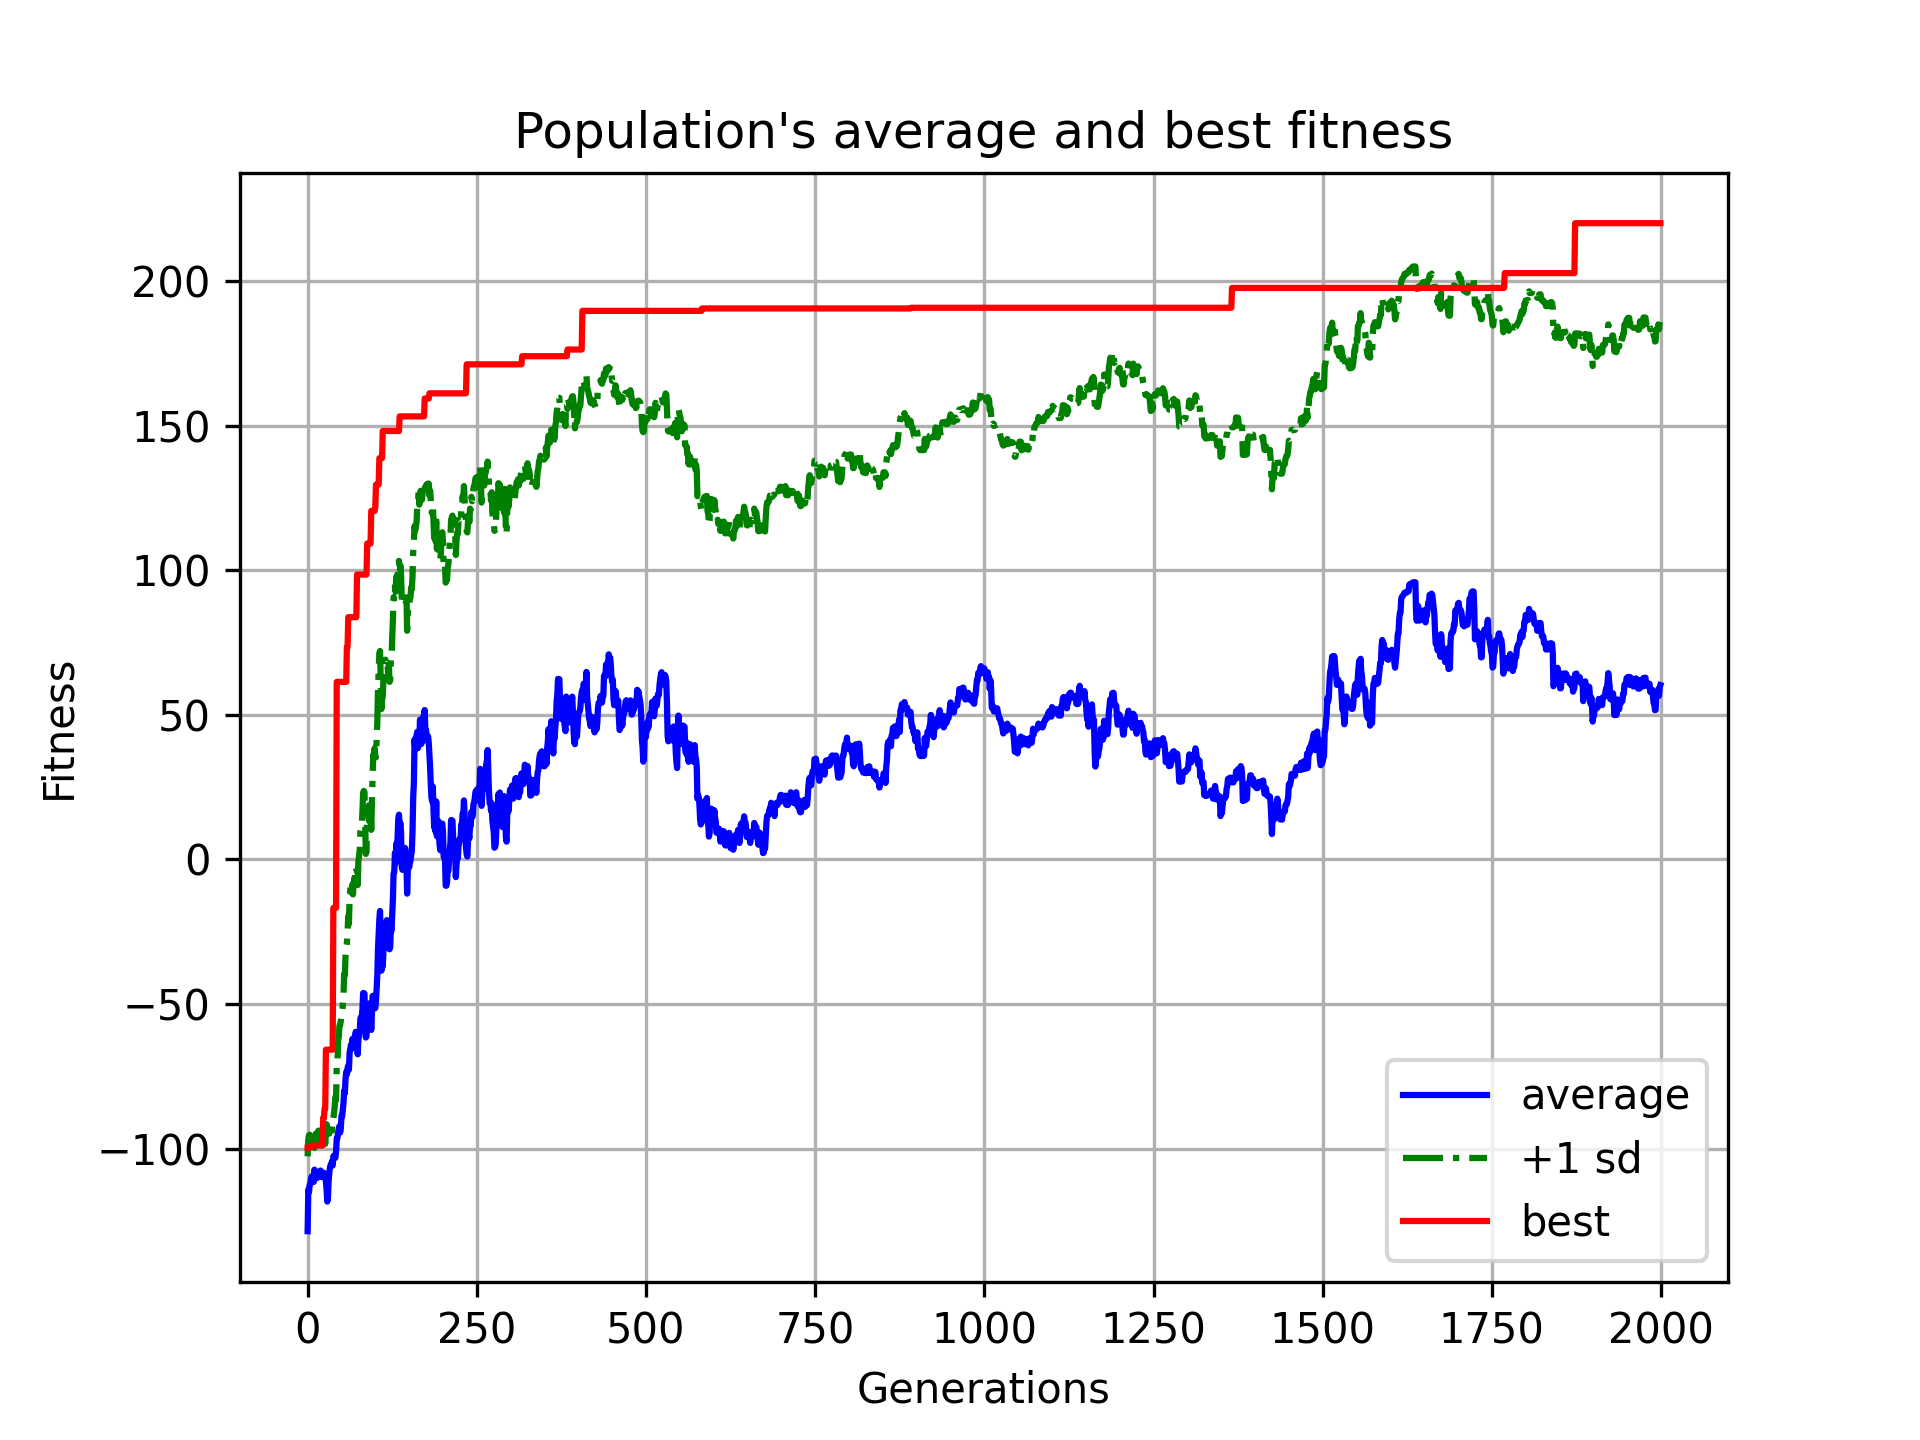 Population's average and best fitness
Fitness
200
150
100
50
0
−50
−100
0 250 500 750 1000 1250 1500 1750 2000
Generations
average
+1 sd
best